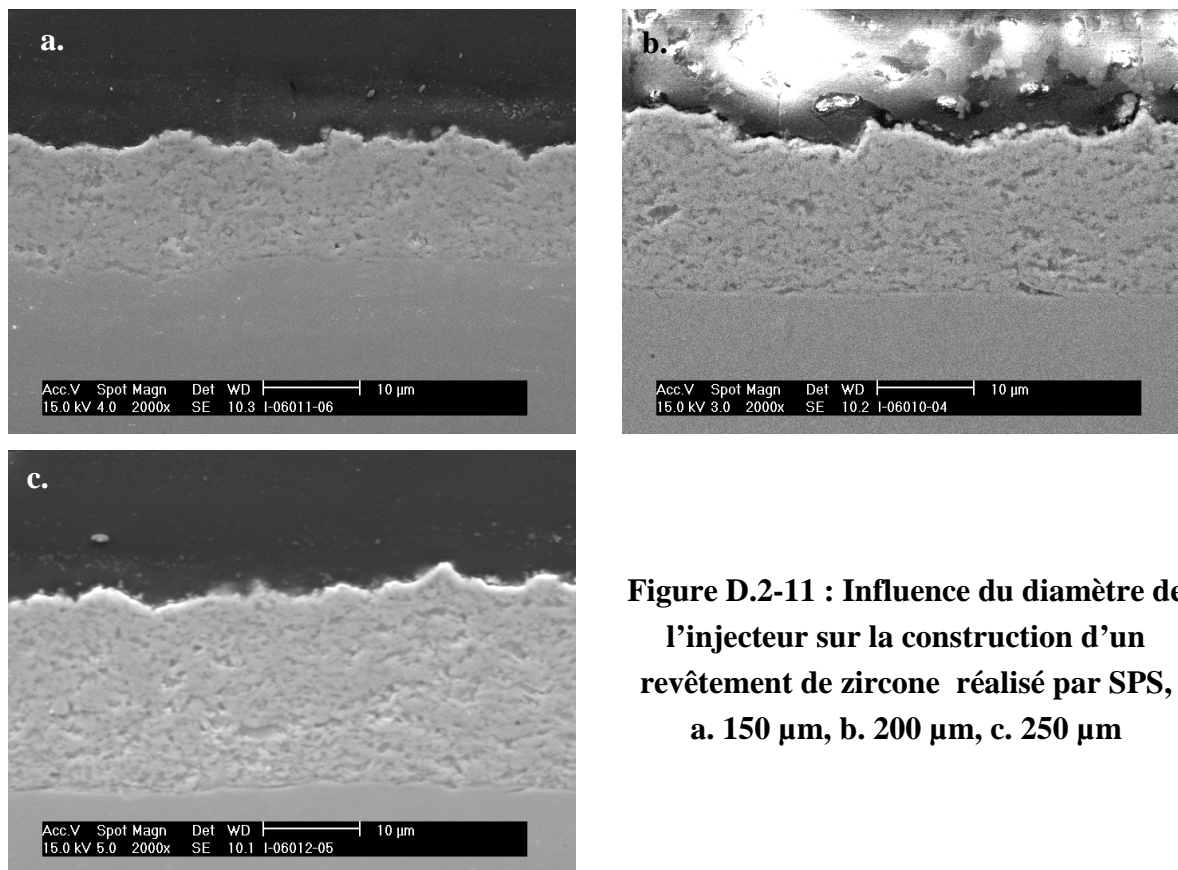 a.
Acc.V Spot Magn Det WD 10 µm
15.0 kV 4.0 2000x SE 10.3 I-06011-06
b.
Acc.V Spot Magn Det WD 10 µm
15.0 kV 3.0 2000x SE 10.2 I-06010-04
c.
Acc.V Spot Magn Det WD 10 µm
15.0 kV 5.0 2000x SE 10.1 I-06012-05
Figure D.2-11 : Influence du diamètre de
l’injecteur sur la construction d’un
revêtement de zircone réalisé par SPS,
a. 150 µm, b. 200 µm, c. 250 µm